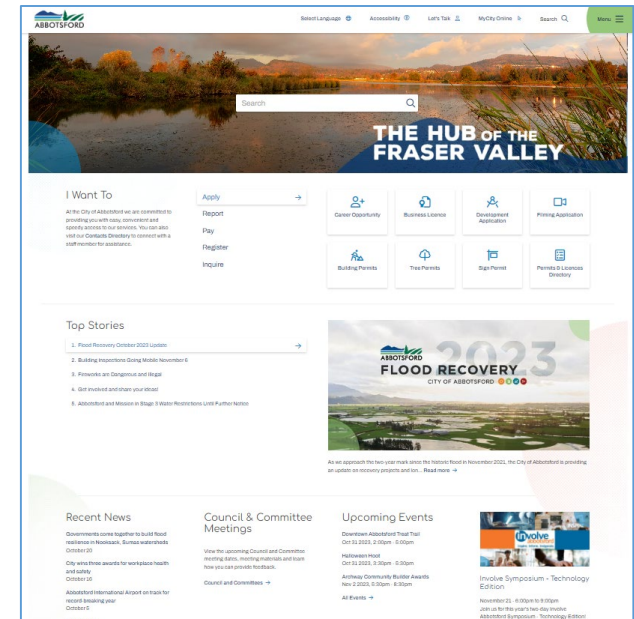 ABBOTSFORD
Select Language
Accessibility
Let's Talk
MyCity Online
Search
Menu
Search
THE HUB OF THE
FRASER VALLEY
I Want To
At the City of Abbotsford we are committed to
providing you with easy, convenient and
speedy access to our services. You can also
visit our Contacts Directory to connect with a
staff member for assistance.
Apply →
Report
Pay
Register
Inquire
Career Opportunity
Business Licence
Development
Application
Filming Application
Building Permits
Tree Permits
Sign Permit
Permits & Licences
Directory
Top Stories
1. Flood Recovery October 2023 Update →
2. Building Inspections Going Mobile November 6
3. Fireworks are Dangerous and Illegal
4. Get involved and share your ideas!
5. Abbotsford and Mission in Stage 3 Water Restrictions Until Further Notice
ABBOTSFORD
2023
FLOOD RECOVERY
CITY OF ABBOTSFORD
As we approach the two-year mark since the historic flood in November 2021, the City of Abbotsford is providing
an update on recovery projects and lon... Read more →
Recent News
Governments come together to build flood
resilience in Nooksack, Sumas watersheds
October 20
City wins three awards for workplace health
and safety
October 16
Abbotsford International Airport on track for
record-breaking year
October 5
Council & Committee
Meetings
View the upcoming Council and Committee
meeting dates, meeting materials and learn
how you can provide feedback.
Council and Committees →
Upcoming Events
Downtown Abbotsford Treat Trail
Oct 31 2023, 2:00pm - 5:00pm
Halloween Hoot
Oct 31 2023, 3:00pm - 8:00pm
Archway Community Builder Awards
Nov 2 2023, 5:30pm - 8:30pm
All Events →
involve
abbotsford
Involve Symposium - Technology
Edition
November 21 - 6:00pm to 9:00pm
Join us for this year's two-day Involve
Abbotsford Symposium - Technology Edition!